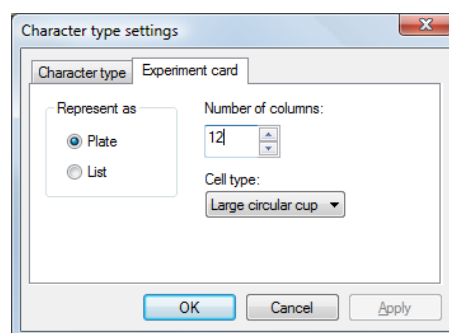 Character type settings
Character type Experiment card
Represent as
Plate
List
Number of columns:
12
Cell type:
Large circular cup
OK Cancel Apply